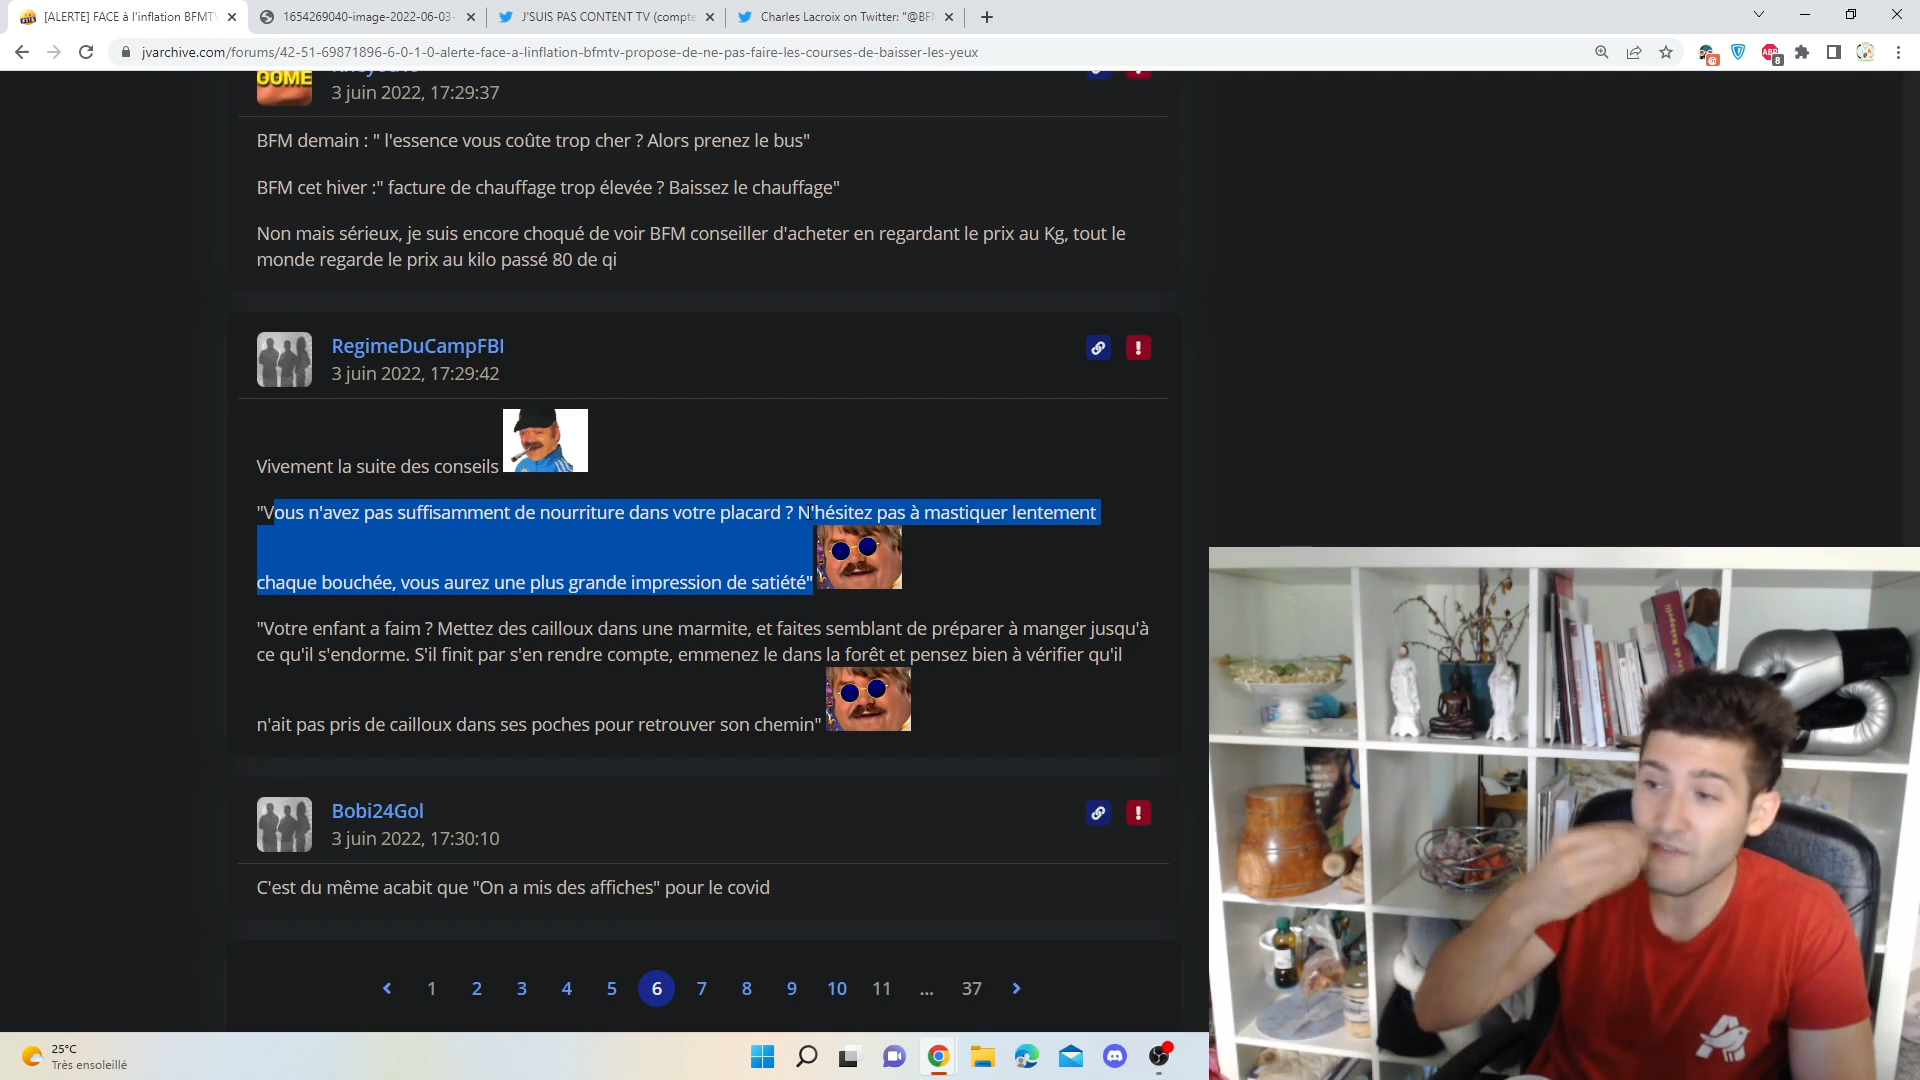 [ALERTE] FACE à l'inflation BFMTV
1654269040-image-2022-06-03-
J'SUIS PAS CONTENT TV (compte
Charles Lacroix on Twitter: "@BFM
jvarchive.com/forums/42-51-69871896-6-0-1-0-alerte-face-a-linflation-bfmtv-propose-de-ne-pas-faire-les-courses-de-baisser-les-yeux
ABP
8
OOME
3 juin 2022, 17:29:37
BFM demain : " l'essence vous coûte trop cher ? Alors prenez le bus"
BFM cet hiver :" facture de chauffage trop élevée ? Baissez le chauffage"
Non mais sérieux, je suis encore choqué de voir BFM conseiller d'acheter en regardant le prix au Kg, tout le
monde regarde le prix au kilo passé 80 de qi
RegimeDuCampFBI
3 juin 2022, 17:29:42
Vivement la suite des conseils
"Vous n'avez pas suffisamment de nourriture dans votre placard ? N'hésitez pas à mastiquer lentement
chaque bouchée, vous aurez une plus grande impression de satiété"
"Votre enfant a faim ? Mettez des cailloux dans une marmite, et faites semblant de préparer à manger jusqu'à
ce qu'il s'endorme. S'il finit par s'en rendre compte, emmenez le dans la forêt et pensez bien à vérifier qu'il
n'ait pas pris de cailloux dans ses poches pour retrouver son chemin"
Bobi24Gol
3 juin 2022, 17:30:10
C'est du même acabit que "On a mis des affiches" pour le covid
1 2 3 4 5 6 7 8 9 10 11 ... 37
25°C
Très ensoleillé